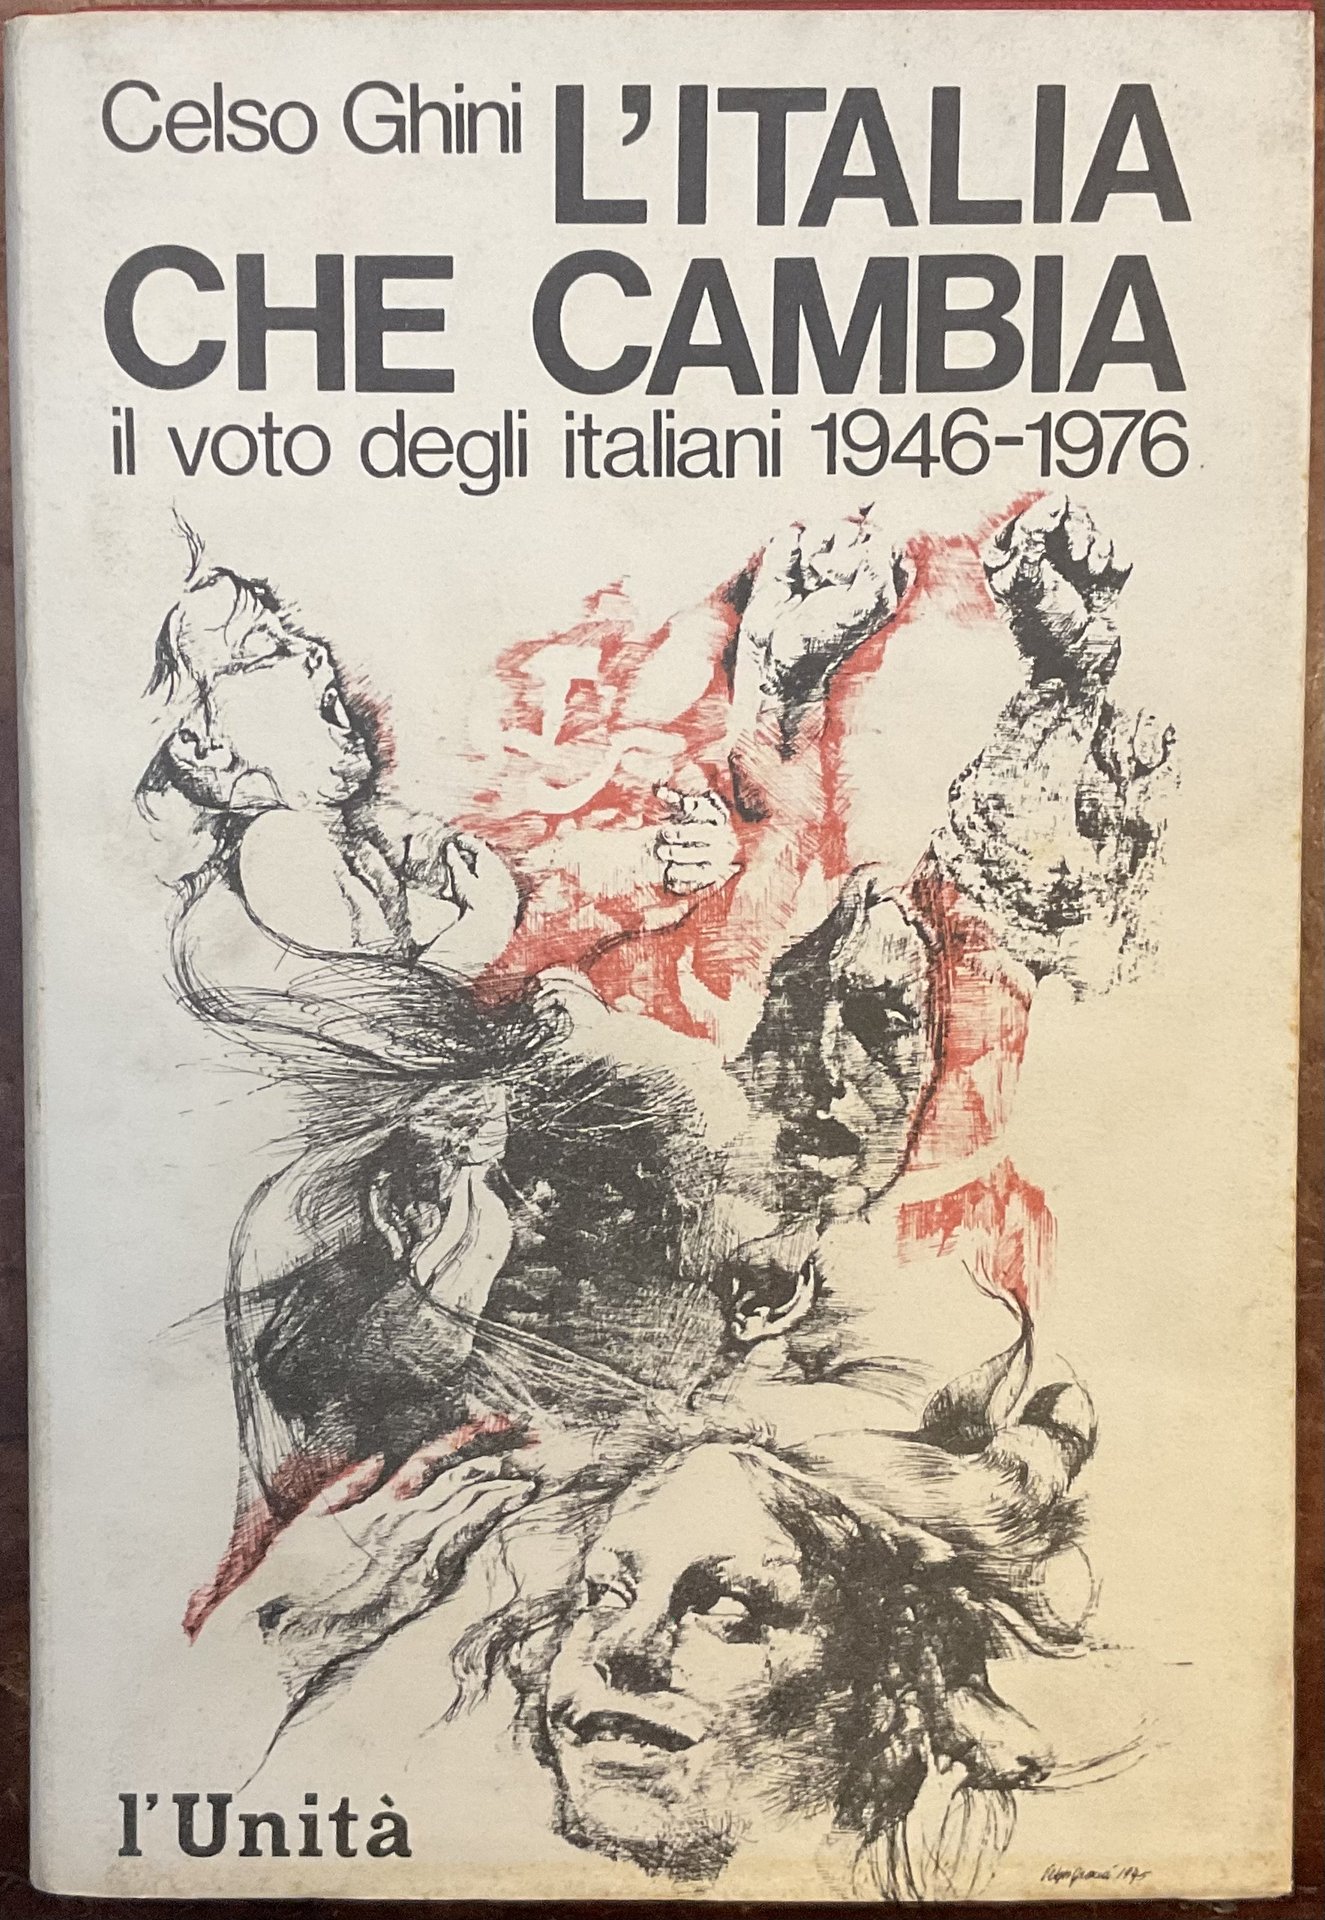 Celso Ghini L'ITALIA
CHE CAMBIA
il voto degli italiani 1946-1976
l'Unità